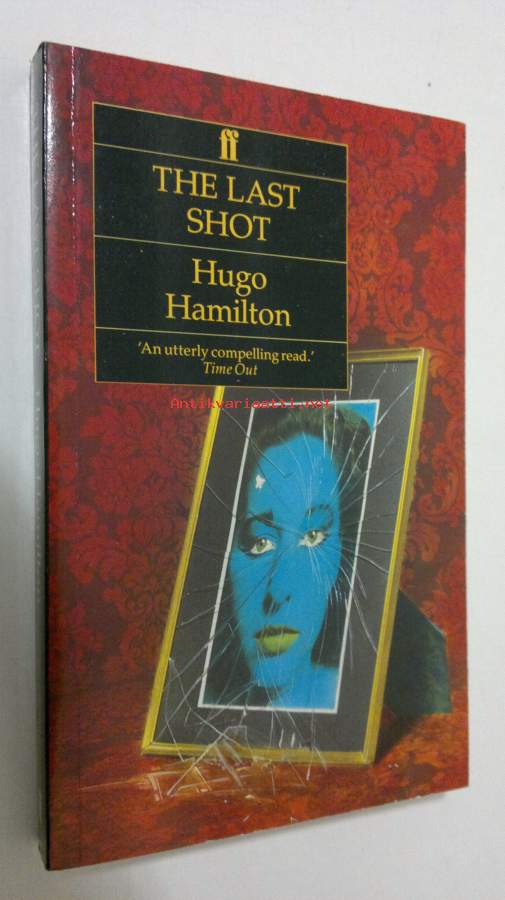 ff
THE LAST
SHOT
Hugo
Hamilton
'An utterly compelling read.'
Time Out
Antikvariaatti.net